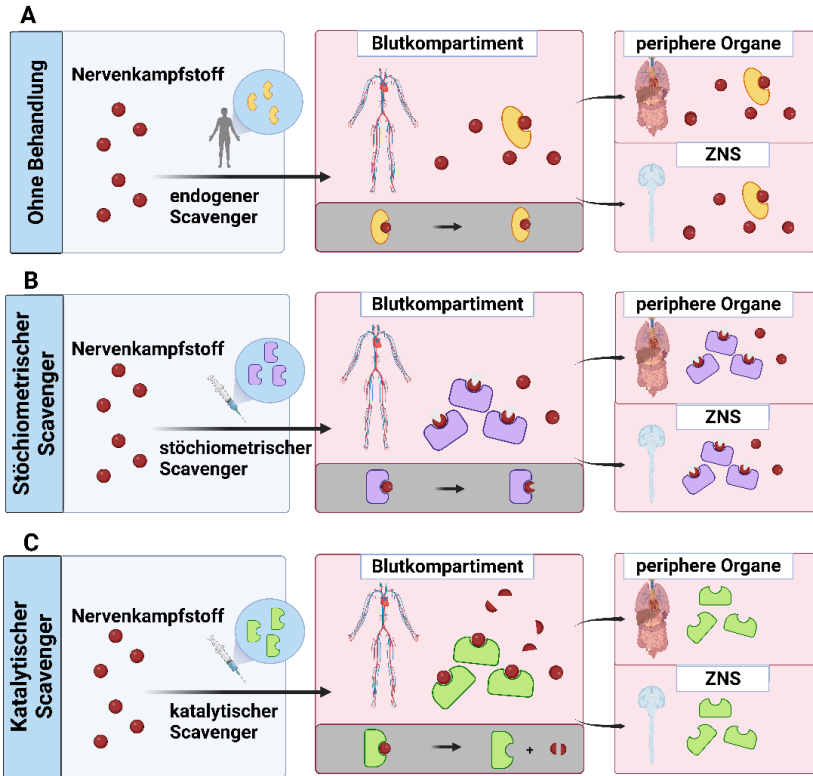 A
Ohne Behandlung
Nervenkampfstoff
endogener
Scavenger
Blutkompartiment
periphere Organe
ZNS
B
Stöchiometrischer
Scavenger
Nervenkampfstoff
stöchiometrischer
Scavenger
Blutkompartiment
periphere Organe
ZNS
C
Katalytischer
Scavenger
Nervenkampfstoff
katalytischer
Scavenger
Blutkompartiment
+
periphere Organe
ZNS